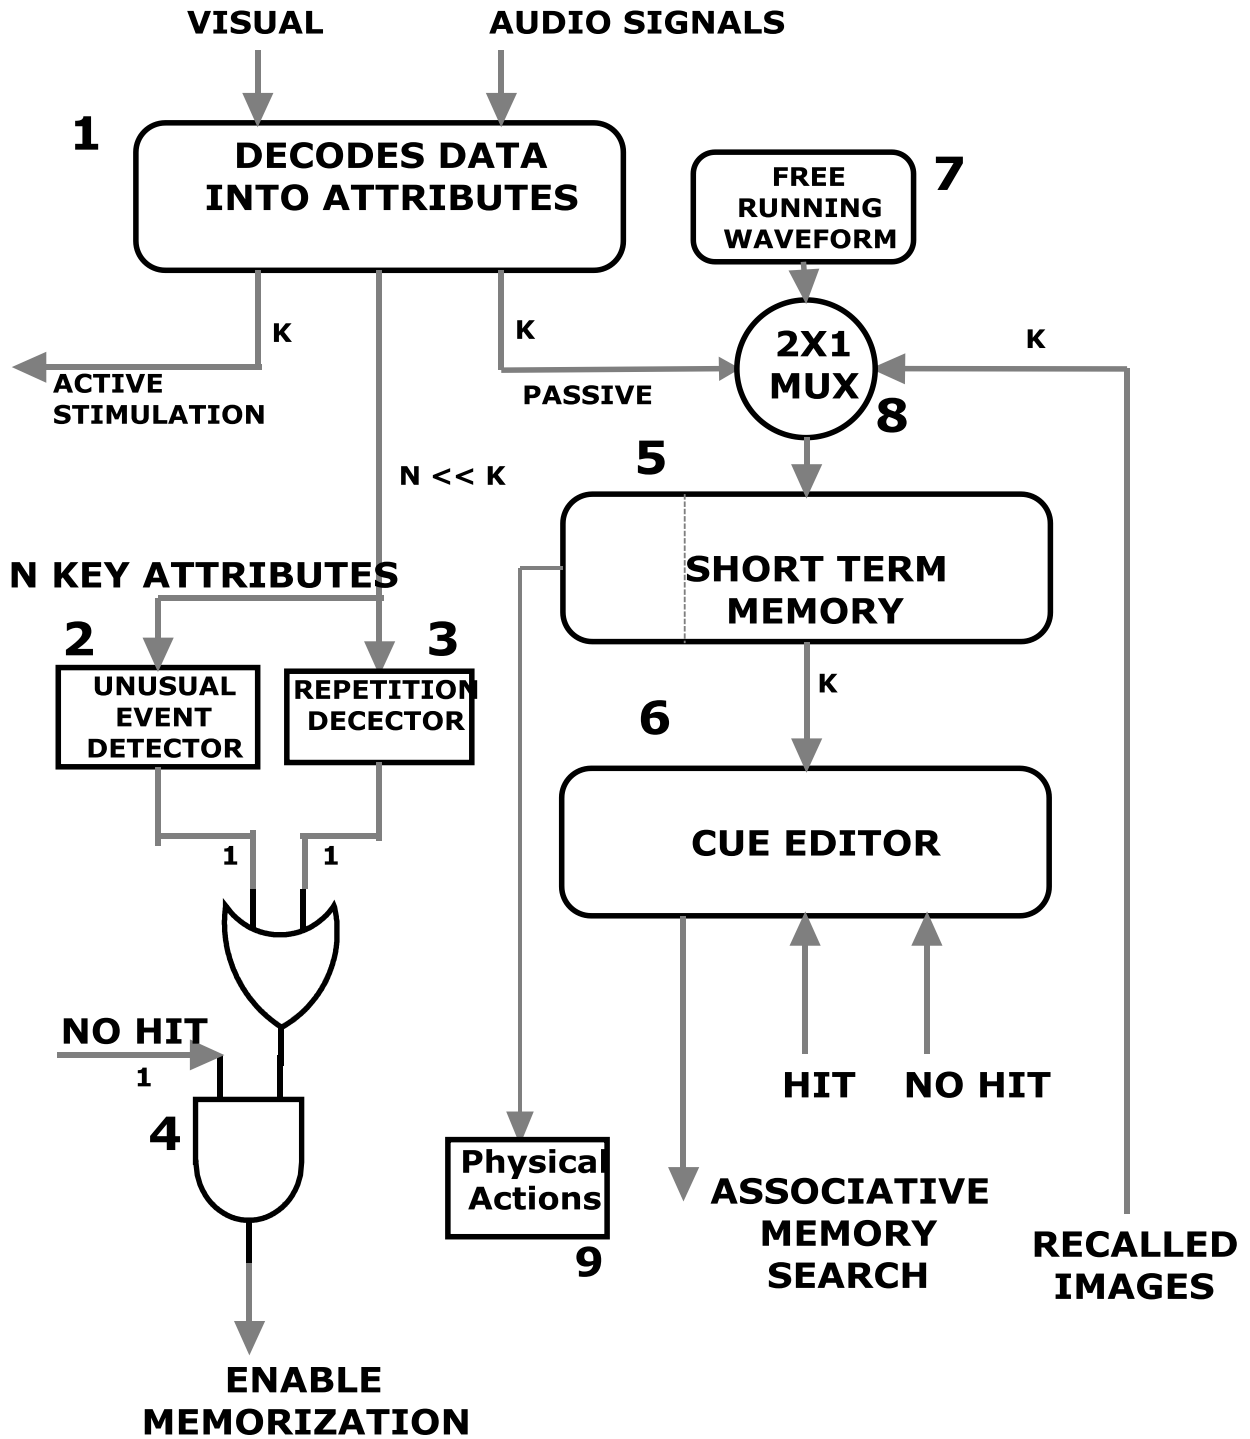 VISUAL
AUDIO SIGNALS
1
DECODES DATA
INTO ATTRIBUTES
FREE
RUNNING
WAVEFORM
7
K
K
ACTIVE
STIMULATION
PASSIVE
2X1
MUX
8
K
N << K
5
SHORT TERM
MEMORY
N KEY ATTRIBUTES
2
3
UNUSUAL
EVENT
DETECTOR
REPETITION
DECECTOR
K
6
CUE EDITOR
1
1
NO HIT
1
4
HIT
NO HIT
Physical
Actions
9
ASSOCIATIVE
MEMORY
SEARCH
RECALLED
IMAGES
ENABLE
MEMORIZATION